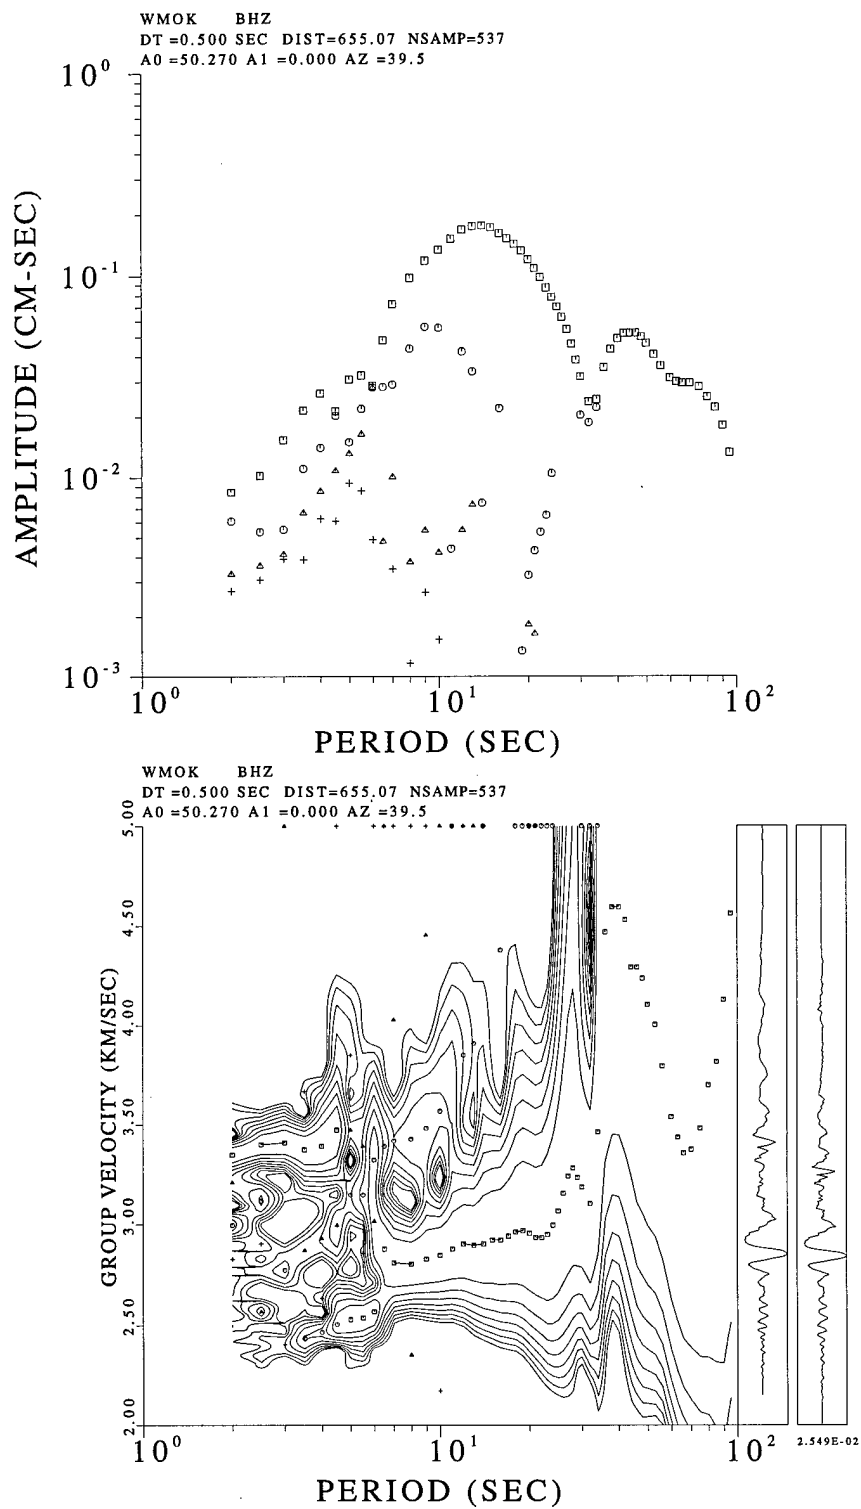 WMOK BHZ
DT =0.500 SEC DIST=655.07 NSAMP=537
A0 =50.270 A1 =0.000 AZ =39.5
10^0
10^-1
10^-2
10^-3
AMPLITUDE (CM-SEC)
10^0 10^1 10^2
PERIOD (SEC)
WMOK BHZ
DT =0.500 SEC DIST=655.07 NSAMP=537
A0 =50.270 A1 =0.000 AZ =39.5
5.00
4.50
4.00
3.50
3.00
2.50
2.00
GROUP VELOCITY (KM/SEC)
10^0 10^1 10^2
2.549E-02
PERIOD (SEC)